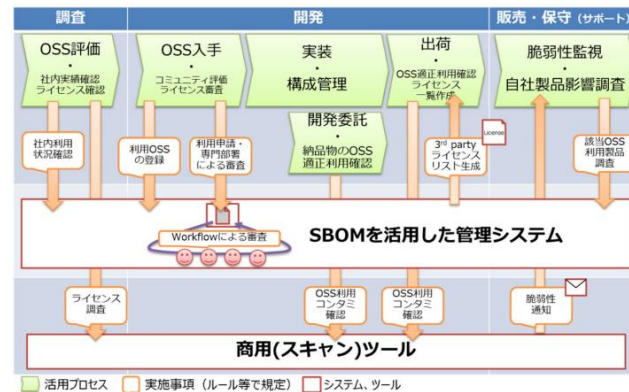 調査
開発
販売・保守（サポート）
OSS評価
・
社内実績確認
ライセンス確認
OSS入手
・
コミュニティ評価
ライセンス審査
実装
・
構成管理
出荷
・
OSS適正利用確認
ライセンス
一覧作成
脆弱性監視
・
自社製品影響調査
開発委託
・
納品物のOSS
適正利用確認
社内利用
状況確認
利用OSS
の登録
利用申請・
専門部署
による審査
3rd party
ライセンス
リスト生成
License
該当OSS
利用製品
調査
Workflowによる審査
SBOMを活用した管理システム
ライセンス
調査
OSS利用
コンタミ
確認
OSS利用
コンタミ
確認
脆弱性
通知
商用(スキャン)ツール
活用プロセス
実施事項（ルール等で規定）
システム、ツール